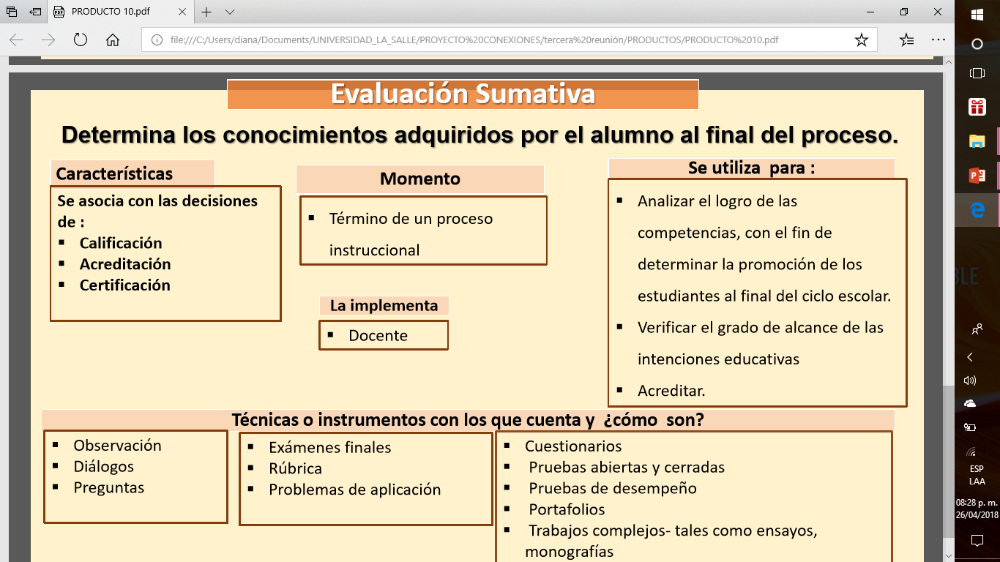 PRODUCTO 10.pdf
file:///C:/Users/diana/Documents/UNIVERSIDAD_LA_SALLE/PROYECTO%20CONEXIONES/tercera%20reunión/PRODUCTOS/PRODUCTO%2010.pdf
Evaluación Sumativa
Determina los conocimientos adquiridos por el alumno al final del proceso.
Características
Se asocia con las decisiones
de :
▪ Calificación
▪ Acreditación
▪ Certificación
Momento
▪ Término de un proceso
instruccional
La implementa
▪ Docente
Se utiliza para :
▪ Analizar el logro de las
competencias, con el fin de
determinar la promoción de los
estudiantes al final del ciclo escolar.
▪ Verificar el grado de alcance de las
intenciones educativas
▪ Acreditar.
Técnicas o instrumentos con los que cuenta y ¿cómo son?
▪ Observación
▪ Diálogos
▪ Preguntas
▪ Exámenes finales
▪ Rúbrica
▪ Problemas de aplicación
▪ Cuestionarios
▪ Pruebas abiertas y cerradas
▪ Pruebas de desempeño
▪ Portafolios
▪ Trabajos complejos- tales como ensayos,
monografías
ESP
LAA
08:28 p. m.
26/04/2018